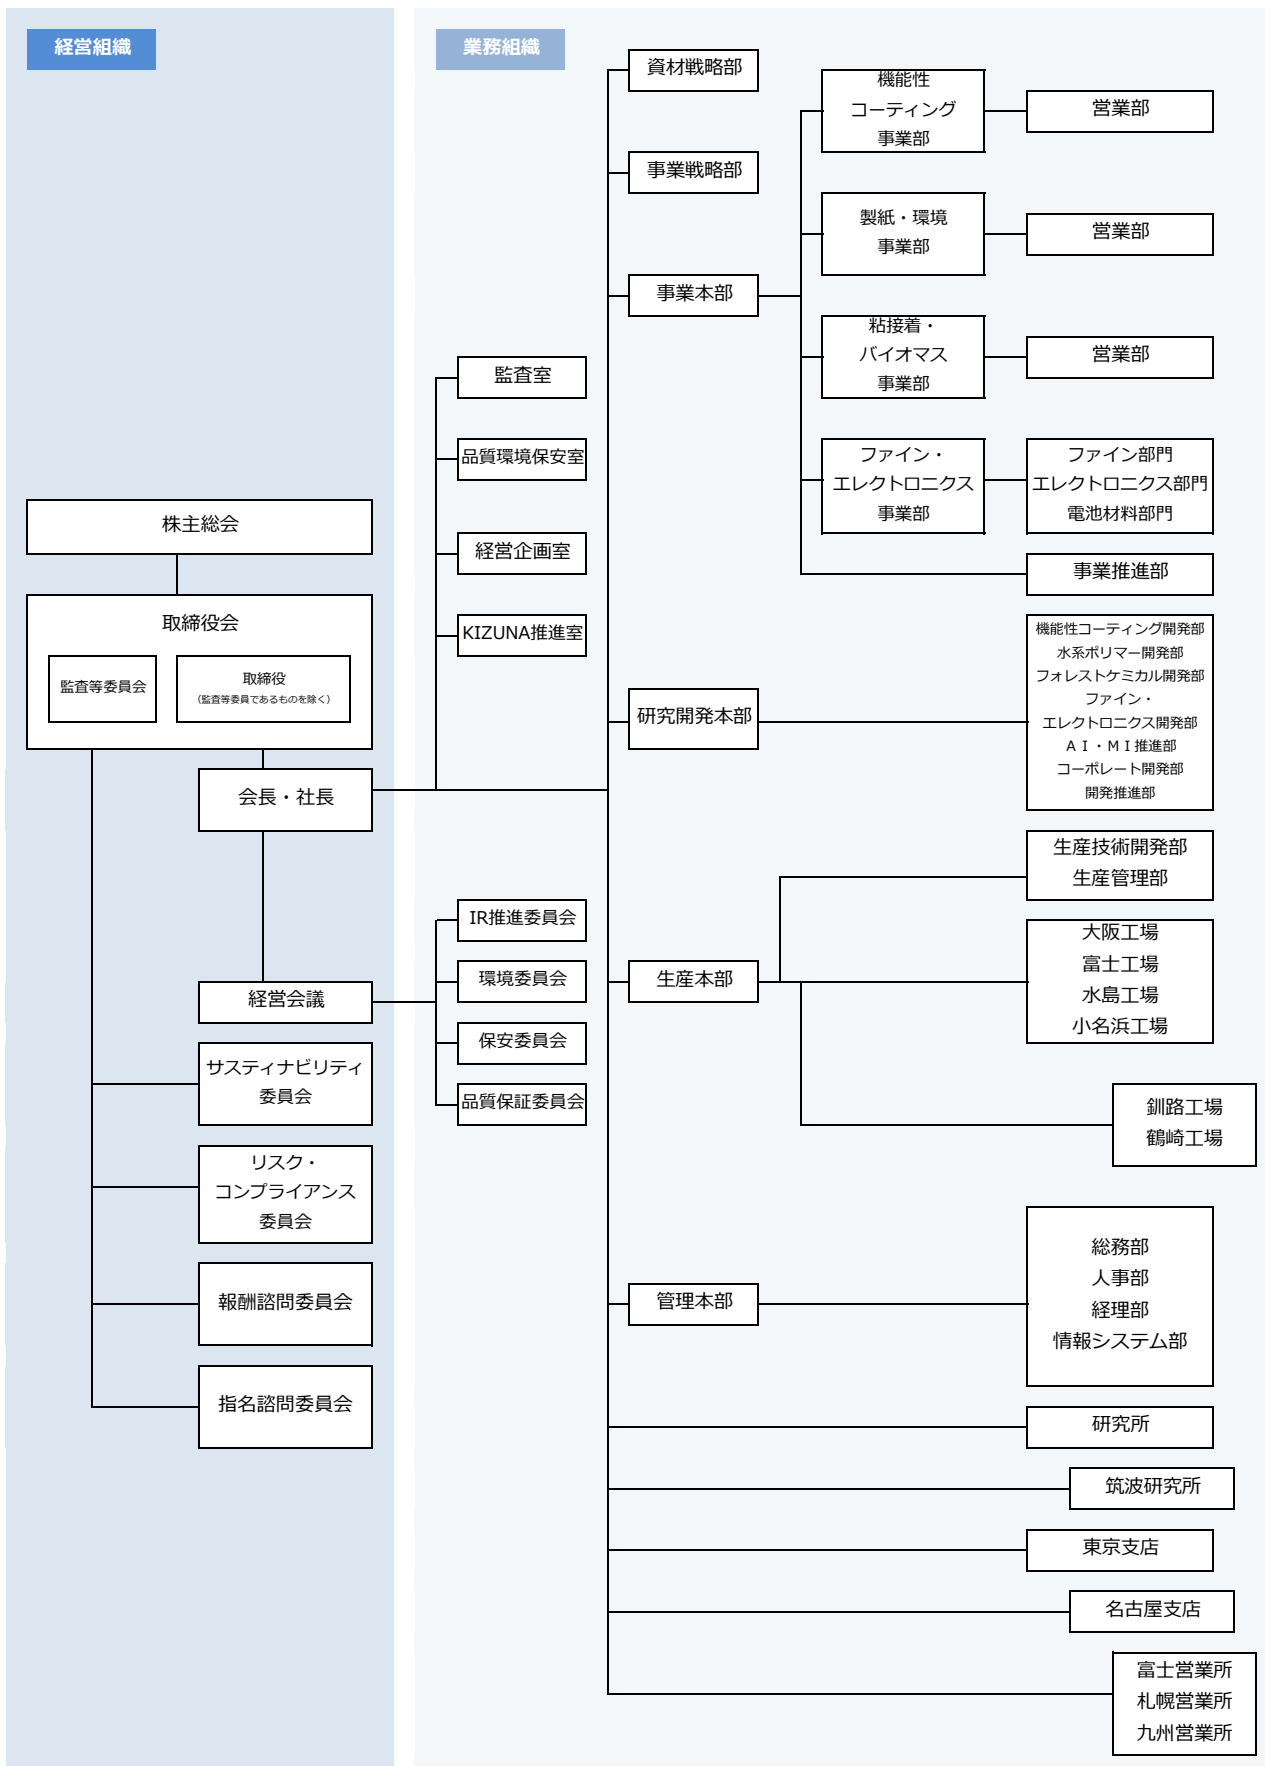 経営組織
株主総会
取締役会
監査等委員会
取締役
（監査等委員であるものを除く）
会長・社長
経営会議
サスティナビリティ
委員会
リスク・
コンプライアンス
委員会
報酬諮問委員会
指名諮問委員会
業務組織
監査室
品質環境保安室
経営企画室
KIZUNA推進室
IR推進委員会
環境委員会
保安委員会
品質保証委員会
資材戦略部
事業戦略部
事業本部
機能性
コーティング
事業部
営業部
製紙・環境
事業部
営業部
粘接着・
バイオマス
事業部
営業部
ファイン・
エレクトロニクス
事業部
ファイン部門
エレクトロニクス部門
電池材料部門
事業推進部
研究開発本部
機能性コーティング開発部
水系ポリマー開発部
フォレストケミカル開発部
ファイン・
エレクトロニクス開発部
ＡＩ・ＭＩ推進部
コーポレート開発部
開発推進部
生産本部
生産技術開発部
生産管理部
大阪工場
富士工場
水島工場
小名浜工場
釧路工場
鶴崎工場
管理本部
総務部
人事部
経理部
情報システム部
研究所
筑波研究所
東京支店
名古屋支店
富士営業所
札幌営業所
九州営業所